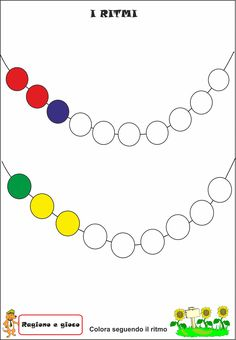 I RITMI
Ragiono e gioco
Colora seguendo il ritmo